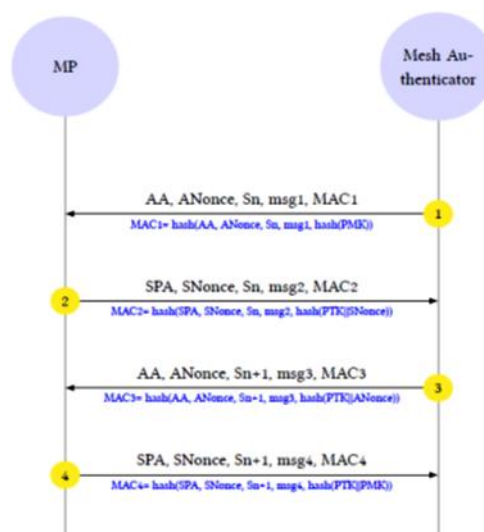 MP
Mesh Au-
thenticator
AA, ANonce, Sn, msg1, MAC1
1
MAC1= hash(AA, ANonce, Sn, msg1, hash(PMK))
SPA, SNonce, Sn, msg2, MAC2
2
MAC2= hash(SPA, SNonce, Sn, msg2, hash(PTK||SNonce))
AA, ANonce, Sn+1, msg3, MAC3
3
MAC3= hash(AA, ANonce, Sn+1, msg3, hash(PTK||ANonce))
SPA, SNonce, Sn+1, msg4, MAC4
4
MAC4= hash(SPA, SNonce, Sn+1, msg4, hash(PTK||PMK))